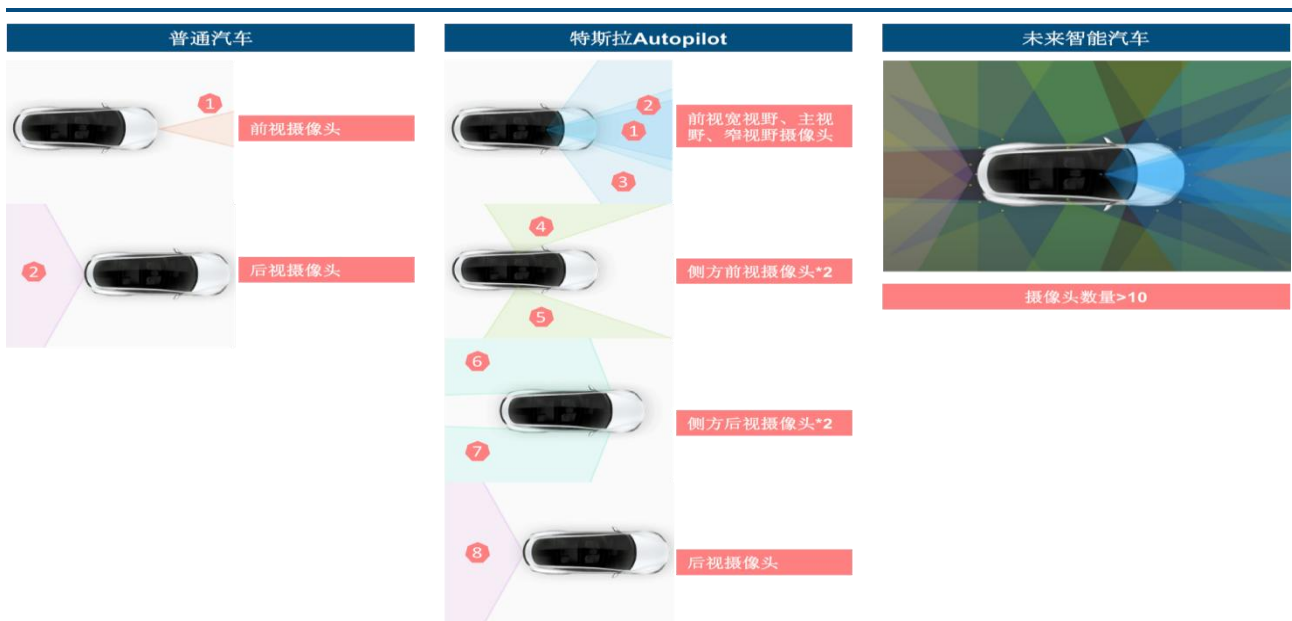 普通汽车
1
前视摄像头
2
后视摄像头
特斯拉Autopilot
2
1
3
前视宽视野、主视
野、窄视野摄像头
4
5
侧方前视摄像头*2
6
7
侧方后视摄像头*2
8
后视摄像头
未来智能汽车
摄像头数量>10